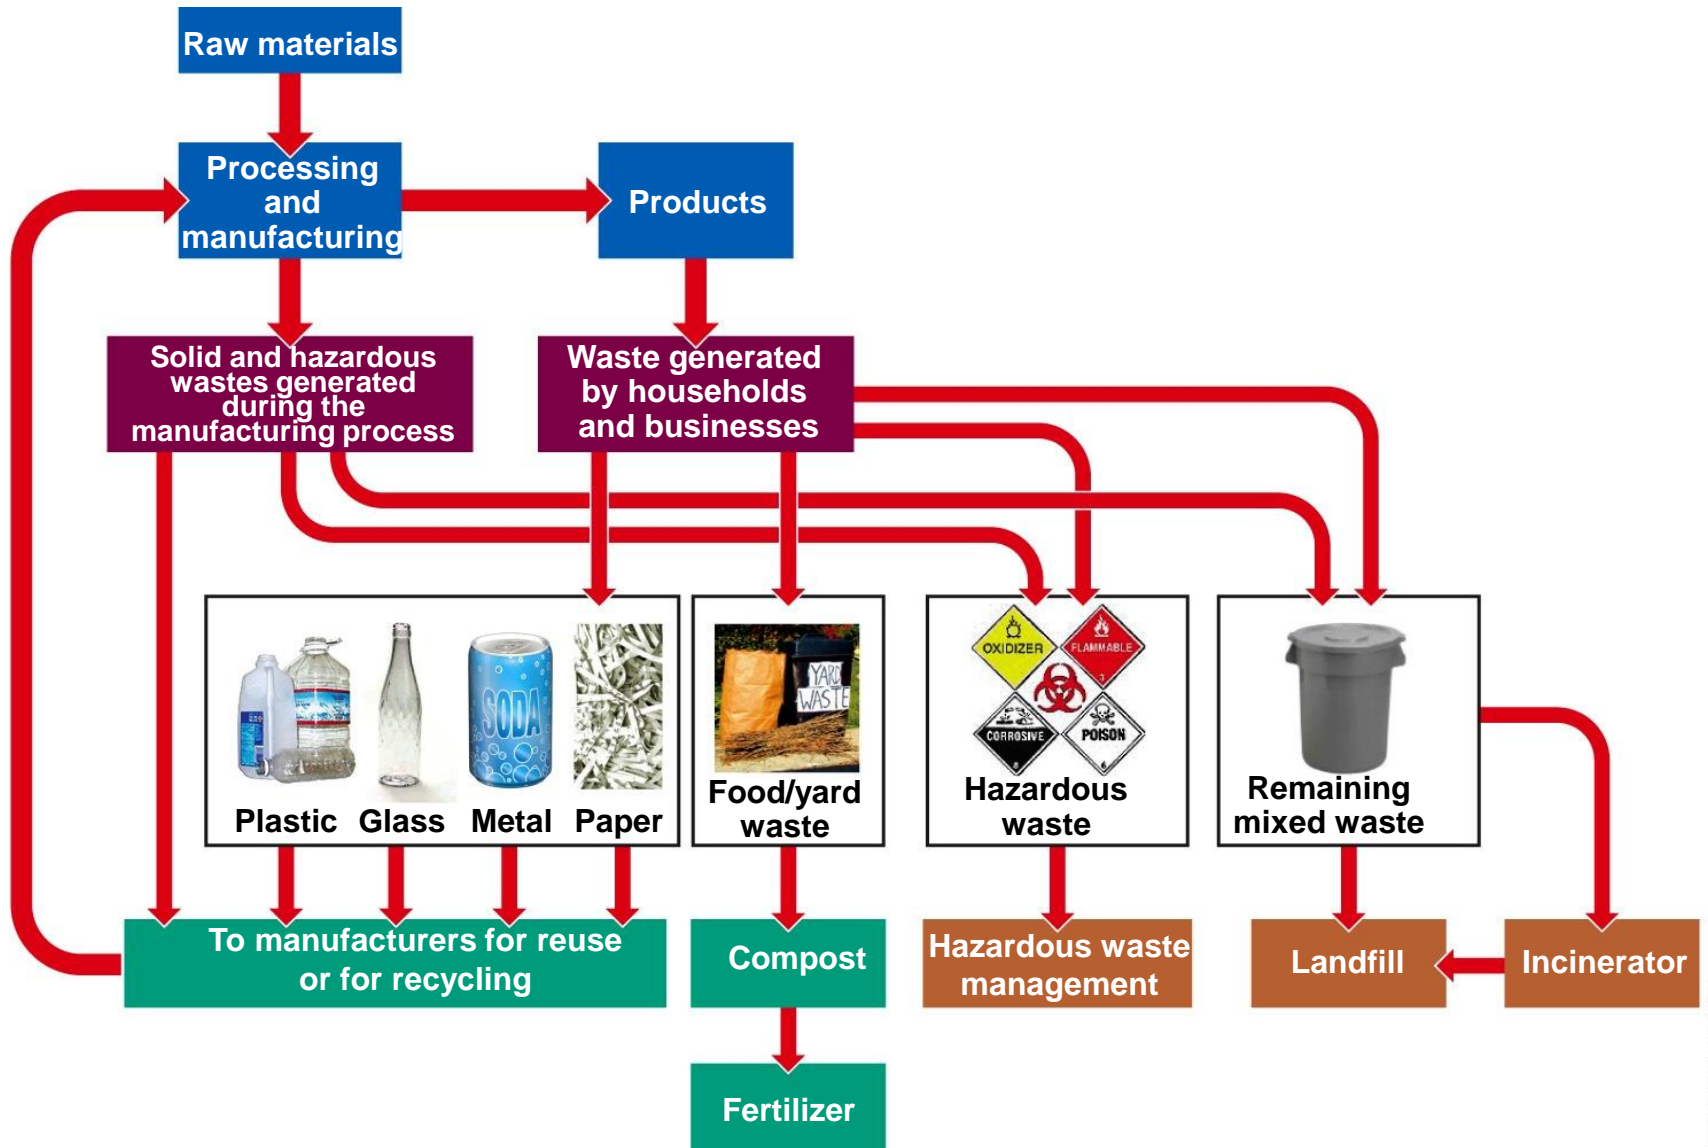 Raw materials
Processing
and
manufacturing
Products
Solid and hazardous
wastes generated
during the
manufacturing process
Waste generated
by households
and businesses
SODA
YARD
WASTE
OXIDIZER
FLAMMABLE
CORROSIVE
POISON
Plastic Glass Metal Paper
Food/yard
waste
Hazardous
waste
Remaining
mixed waste
To manufacturers for reuse
or for recycling
Compost
Hazardous waste
management
Landfill
Incinerator
Fertilizer